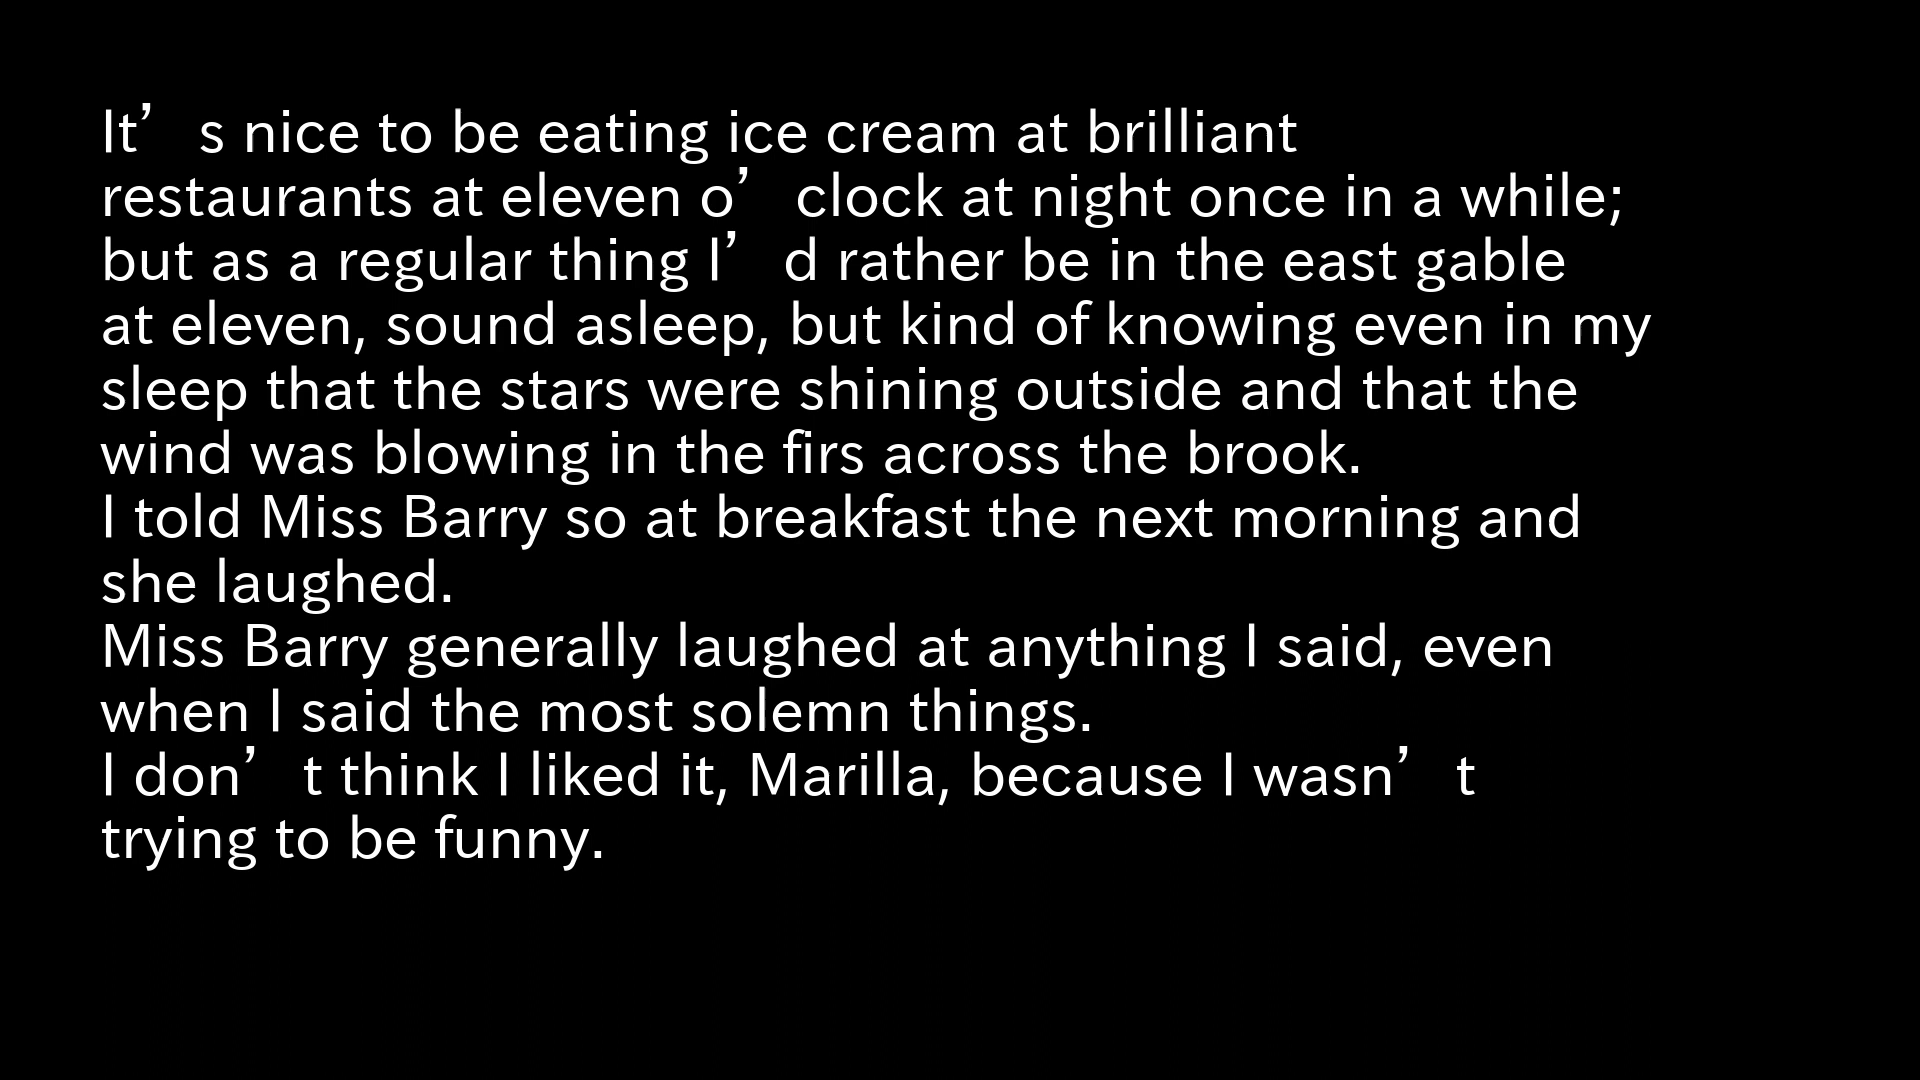 It’s nice to be eating ice cream at brilliant
restaurants at eleven o’clock at night once in a while;
but as a regular thing I’d rather be in the east gable
at eleven, sound asleep, but kind of knowing even in my
sleep that the stars were shining outside and that the
wind was blowing in the firs across the brook.
I told Miss Barry so at breakfast the next morning and
she laughed.
Miss Barry generally laughed at anything I said, even
when I said the most solemn things.
I don’t think I liked it, Marilla, because I wasn’t
trying to be funny.